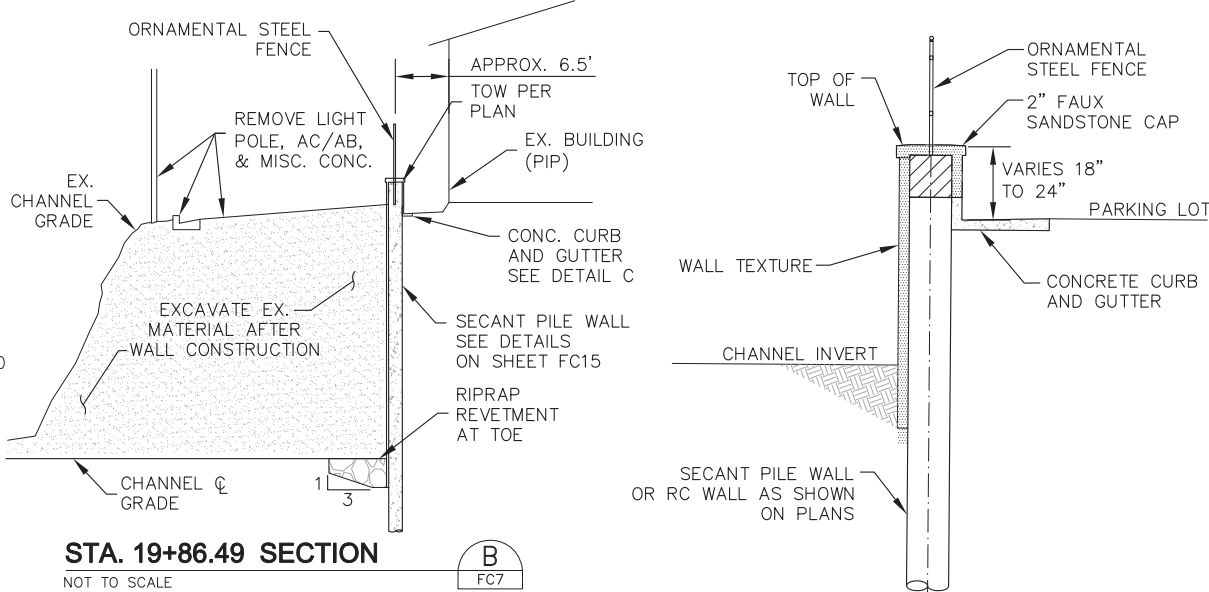 ORNAMENTAL STEEL
FENCE
APPROX. 6.5'
TOW PER
PLAN
REMOVE LIGHT
POLE, AC/AB,
& MISC. CONC.
EX. BUILDING
(PIP)
EX.
CHANNEL
GRADE
CONC. CURB
AND GUTTER
SEE DETAIL C
EXCAVATE EX.
MATERIAL AFTER
WALL CONSTRUCTION
SECANT PILE WALL
SEE DETAILS
ON SHEET FC15
RIPRAP
REVETMENT
AT TOE
CHANNEL ℄
GRADE
1
3
STA. 19+86.49 SECTION
NOT TO SCALE
B
FC7
ORNAMENTAL
STEEL FENCE
TOP OF
WALL
2" FAUX
SANDSTONE CAP
VARIES 18"
TO 24"
PARKING LOT
WALL TEXTURE
CONCRETE CURB
AND GUTTER
CHANNEL INVERT
SECANT PILE WALL
OR RC WALL AS SHOWN
ON PLANS